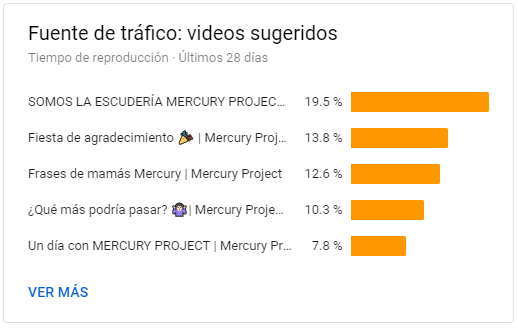 Fuente de tráfico: videos sugeridos
Tiempo de reproducción · Últimos 28 días
SOMOS LA ESCUDERÍA MERCURY PROJEC… 19.5 %
Fiesta de agradecimiento 🎉 | Mercury Proj… 13.8 %
Frases de mamás Mercury | Mercury Project 12.6 %
¿Qué más podría pasar? 🤷🏻‍♀️| Mercury Proje… 10.3 %
Un día con MERCURY PROJECT | Mercury Pr… 7.8 %
VER MÁS